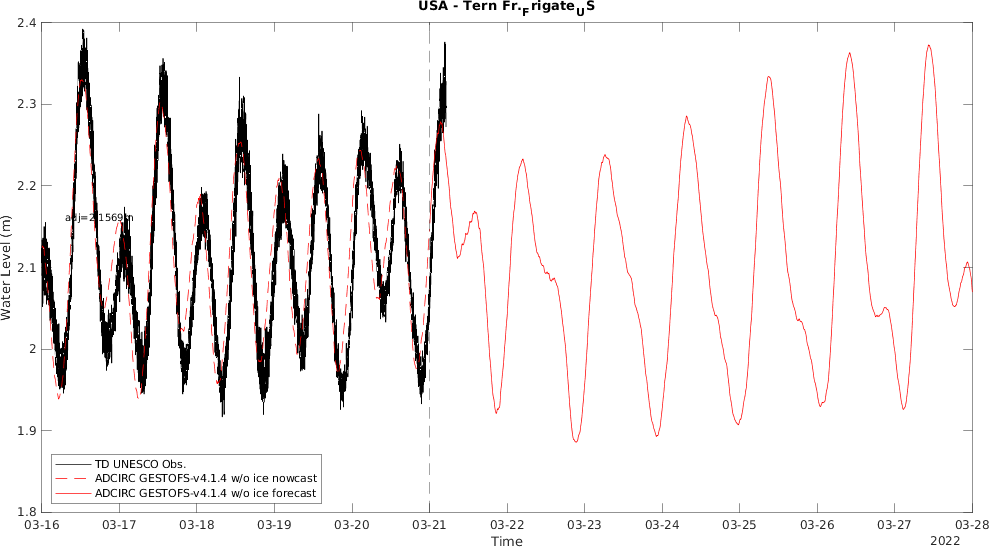 USA - Tern Fr.FrigateUS
2.4
2.3
2.2
2.1
2
1.9
1.8
Water Level (m)
adj=2.1569m
TD UNESCO Obs.
ADCIRC GESTOFS-v4.1.4 w/o ice nowcast
ADCIRC GESTOFS-v4.1.4 w/o ice forecast
03-16 03-17 03-18 03-19 03-20 03-21 03-22 03-23 03-24 03-25 03-26 03-27 03-28
Time
2022